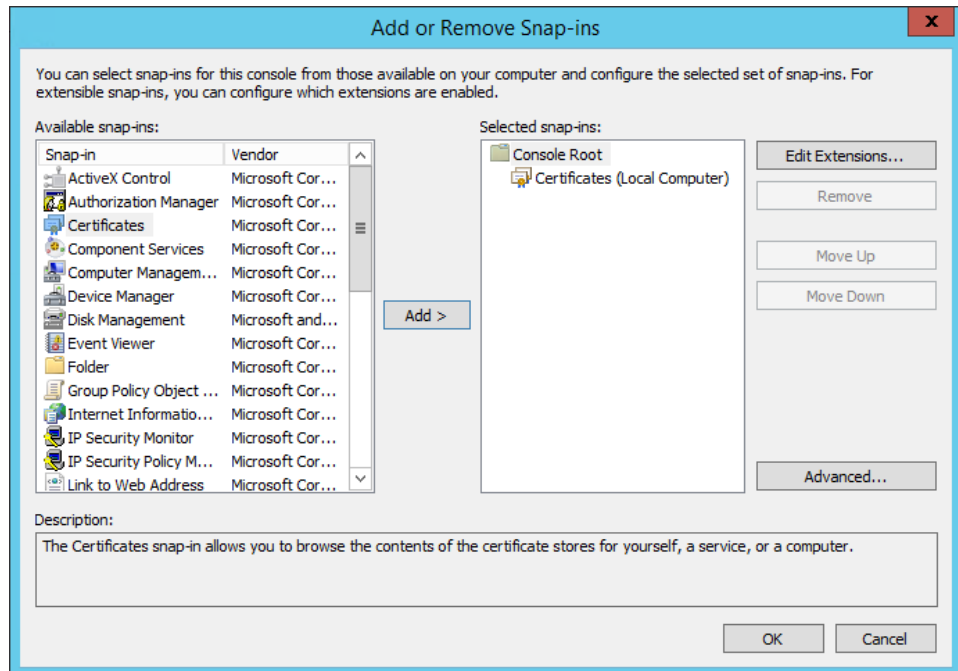 Add or Remove Snap-ins
x
You can select snap-ins for this console from those available on your computer and configure the selected set of snap-ins. For
extensible snap-ins, you can configure which extensions are enabled.
Available snap-ins:
Snap-in Vendor
ActiveX Control Microsoft Cor...
Authorization Manager Microsoft Cor...
Certificates Microsoft Cor...
Component Services Microsoft Cor...
Computer Managem... Microsoft Cor...
Device Manager Microsoft Cor...
Disk Management Microsoft and...
Event Viewer Microsoft Cor...
Folder Microsoft Cor...
Group Policy Object ... Microsoft Cor...
Internet Informatio... Microsoft Cor...
IP Security Monitor Microsoft Cor...
IP Security Policy M... Microsoft Cor...
Link to Web Address Microsoft Cor...
Add >
Selected snap-ins:
Console Root
Certificates (Local Computer)
Edit Extensions...
Remove
Move Up
Move Down
Advanced...
Description:
The Certificates snap-in allows you to browse the contents of the certificate stores for yourself, a service, or a computer.
OK
Cancel